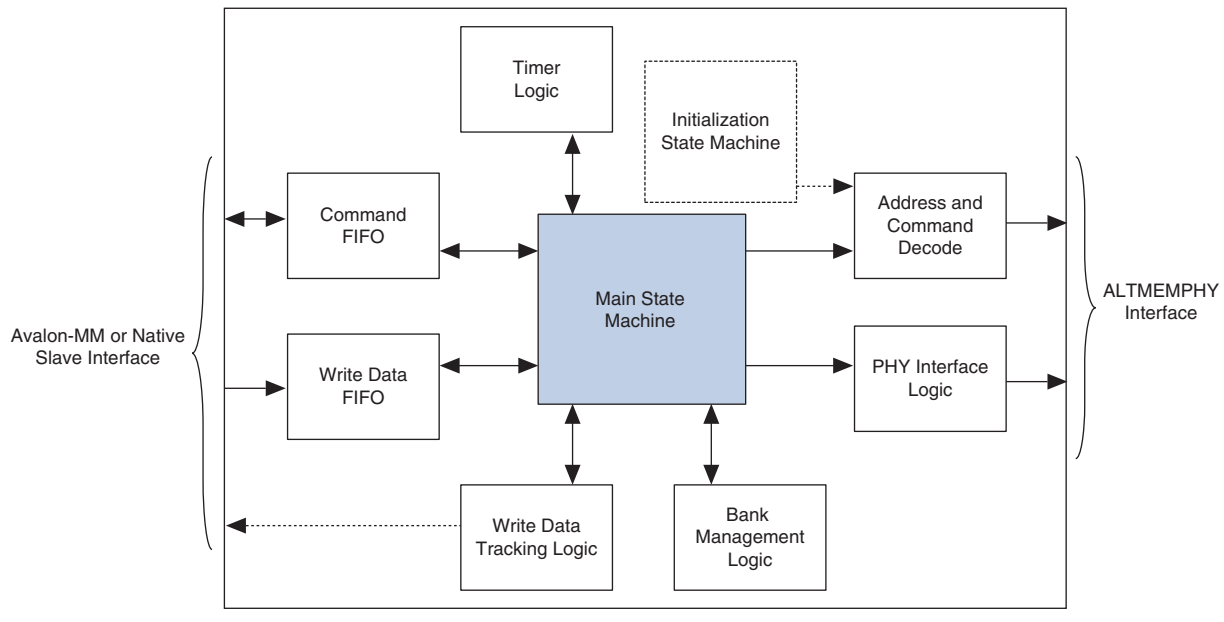 Timer
Logic
Initialization
State Machine
Command
FIFO
Address and
Command
Decode
Main State
Machine
ALTMEMPHY
Interface
Avalon-MM or Native
Slave Interface
Write Data
FIFO
PHY Interface
Logic
Write Data
Tracking Logic
Bank
Management
Logic